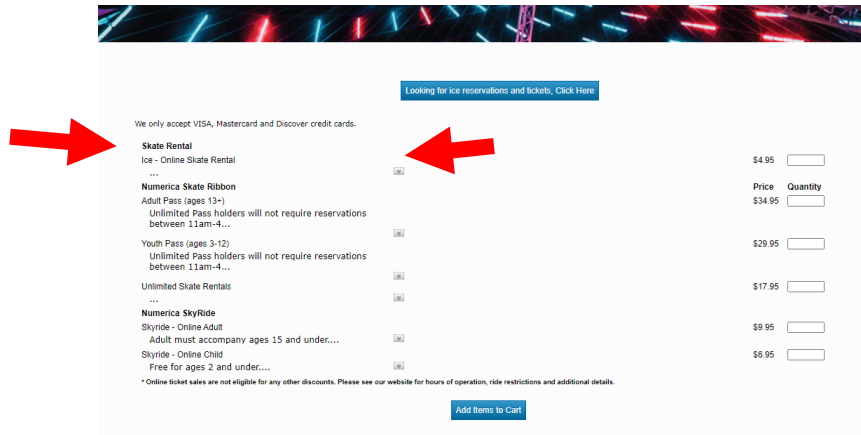 Looking for ice reservations and tickets, Click Here
We only accept VISA, Mastercard and Discover credit cards.
Skate Rental
Ice - Online Skate Rental $4.95
...
Numerica Skate Ribbon Price Quantity
Adult Pass (ages 13+) $34.95
Unlimited Pass holders will not require reservations
between 11am-4...
Youth Pass (ages 3-12) $29.95
Unlimited Pass holders will not require reservations
between 11am-4...
Unlimited Skate Rentals $17.95
...
Numerica SkyRide
Skyride - Online Adult $9.95
Adult must accompany ages 15 and under....
Skyride - Online Child $6.95
Free for ages 2 and under....
* Online ticket sales are not eligible for any other discounts. Please see our website for hours of operation, ride restrictions and additional details.
Add Items to Cart